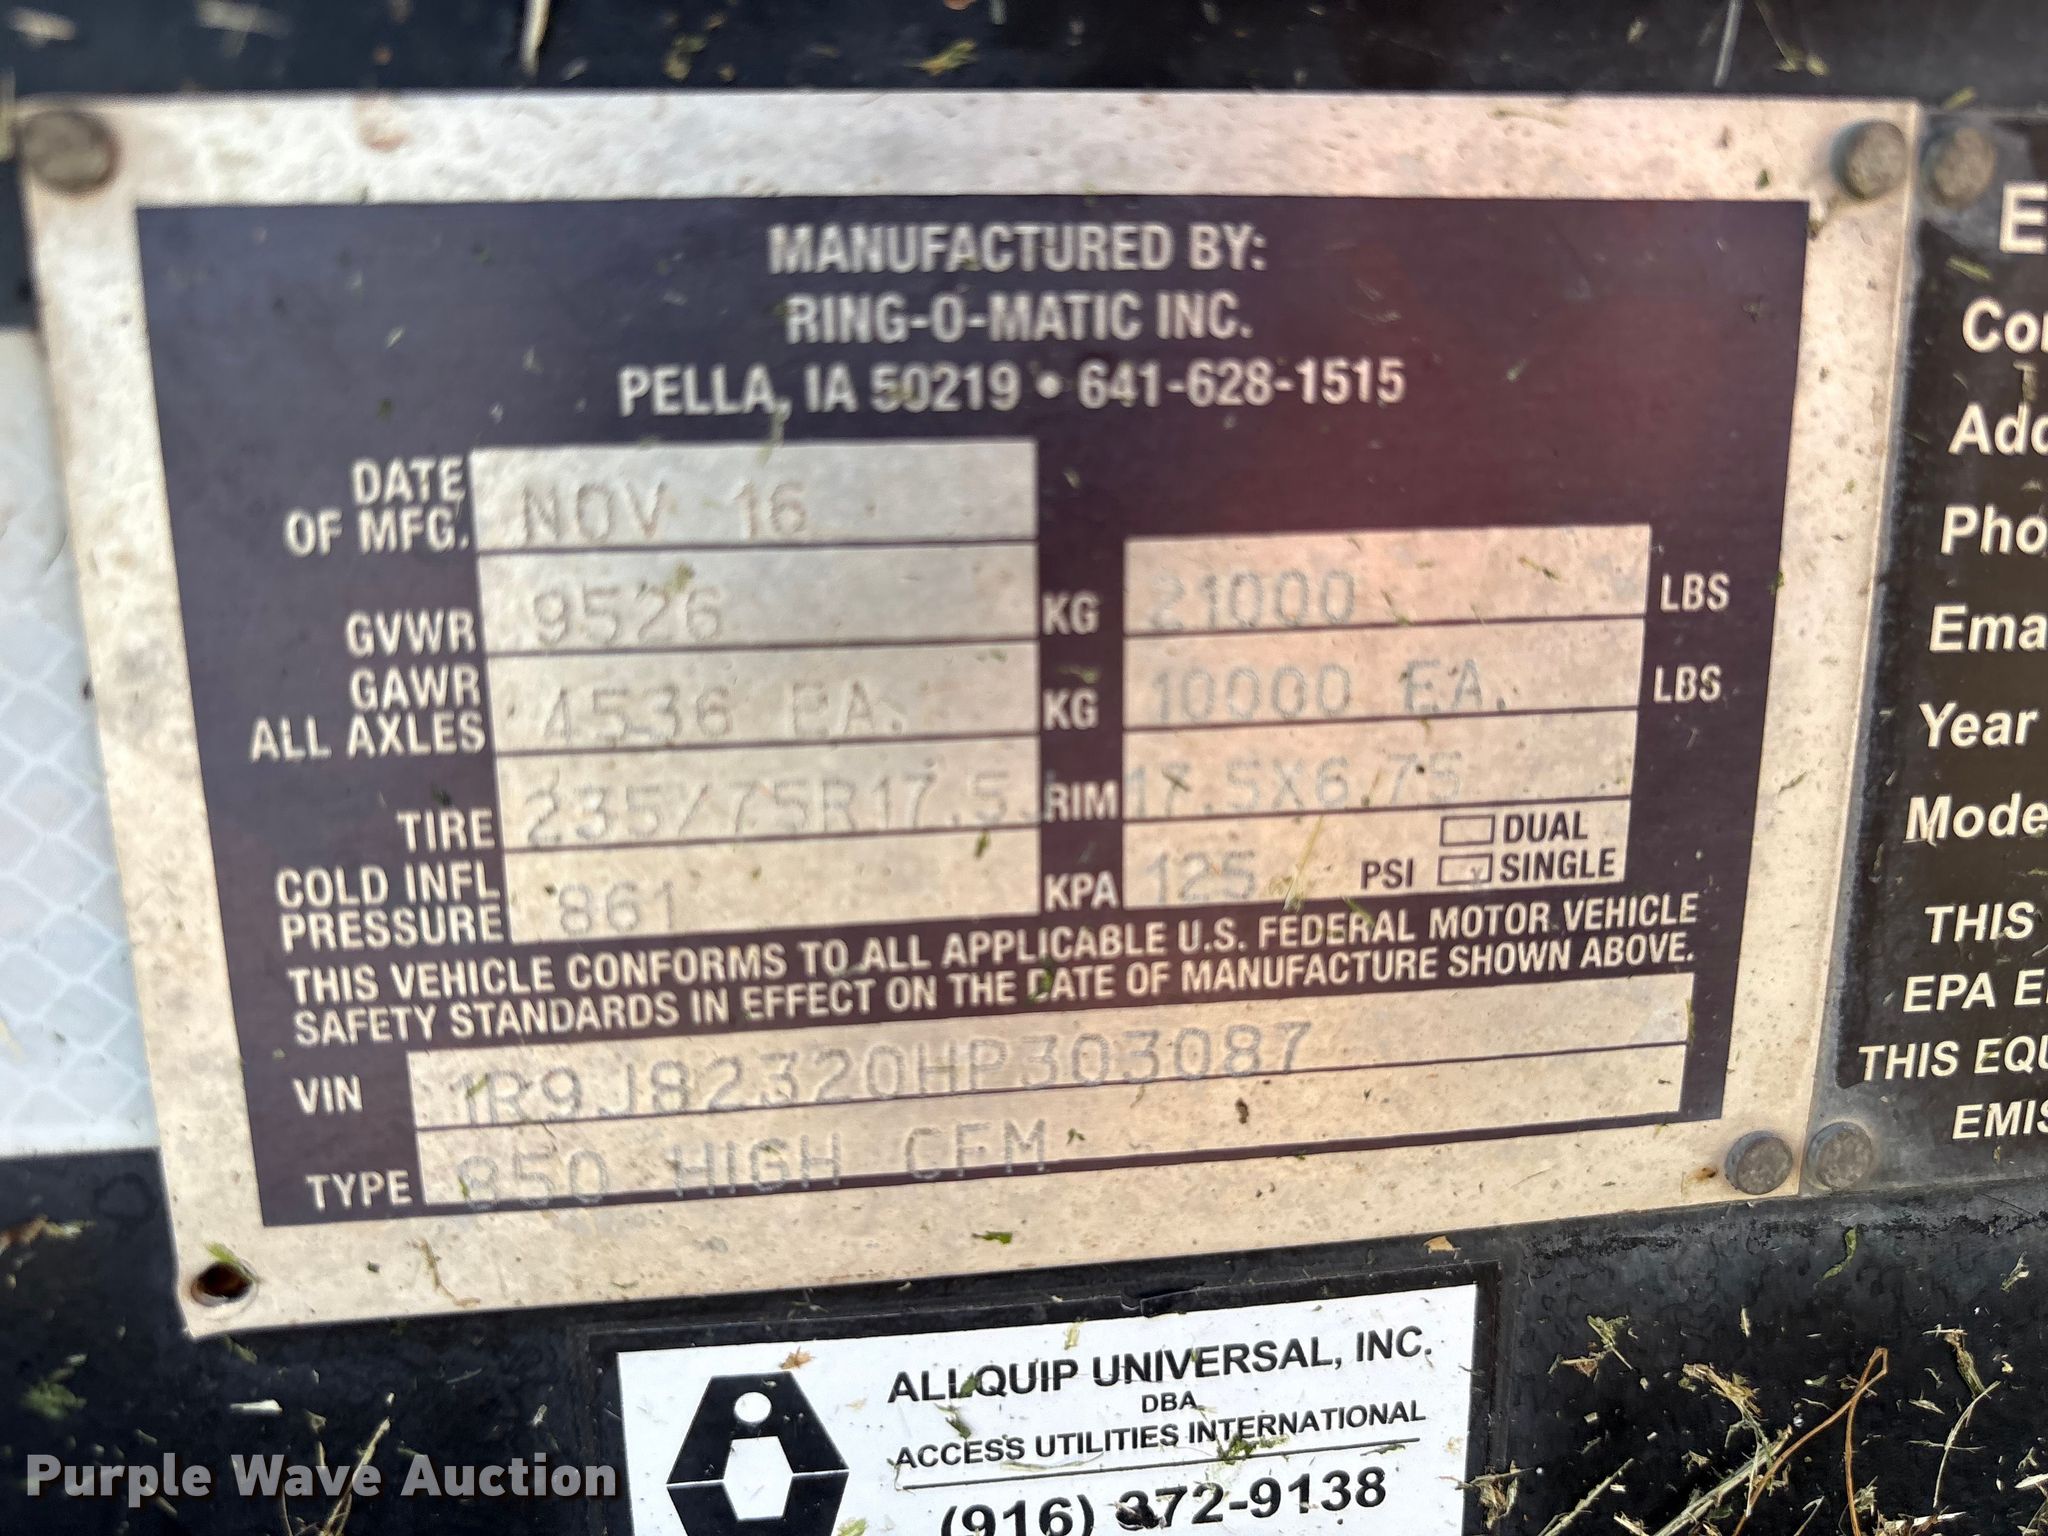 MANUFACTURED BY:
RING-O-MATIC INC.
PELLA, IA 50219 • 641-628-1515
DATE OF MFG. NOV 16
GVWR 9526 KG 21000 LBS
GAWR ALL AXLES 4536 EA. KG 10000 EA. LBS
TIRE 235/75R17.5 RIM 17.5X6.75
COLD INFL PRESSURE 861 KPA 125 PSI DUAL SINGLE
THIS VEHICLE CONFORMS TO ALL APPLICABLE U.S. FEDERAL MOTOR VEHICLE
SAFETY STANDARDS IN EFFECT ON THE DATE OF MANUFACTURE SHOWN ABOVE.
VIN 1R9J82320HP303087
TYPE 850 HIGH CFM
E
Co
Add
Pho
Ema
Year
Mode
THIS
EPA E
THIS EQU
EMIS
ALLQUIP UNIVERSAL, INC.
DBA
ACCESS UTILITIES INTERNATIONAL
(916) 372-9138
Purple Wave Auction